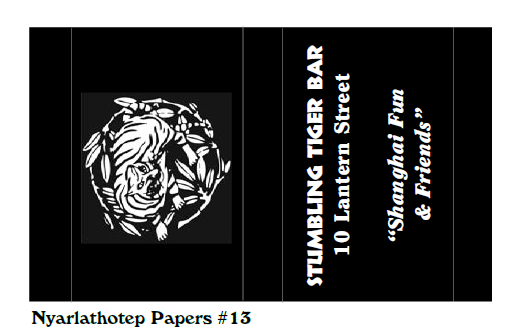 STUMBLING TIGER BAR
10 Lantern Street
“Shanghai Fun
& Friends”
Nyarlathotep Papers #13